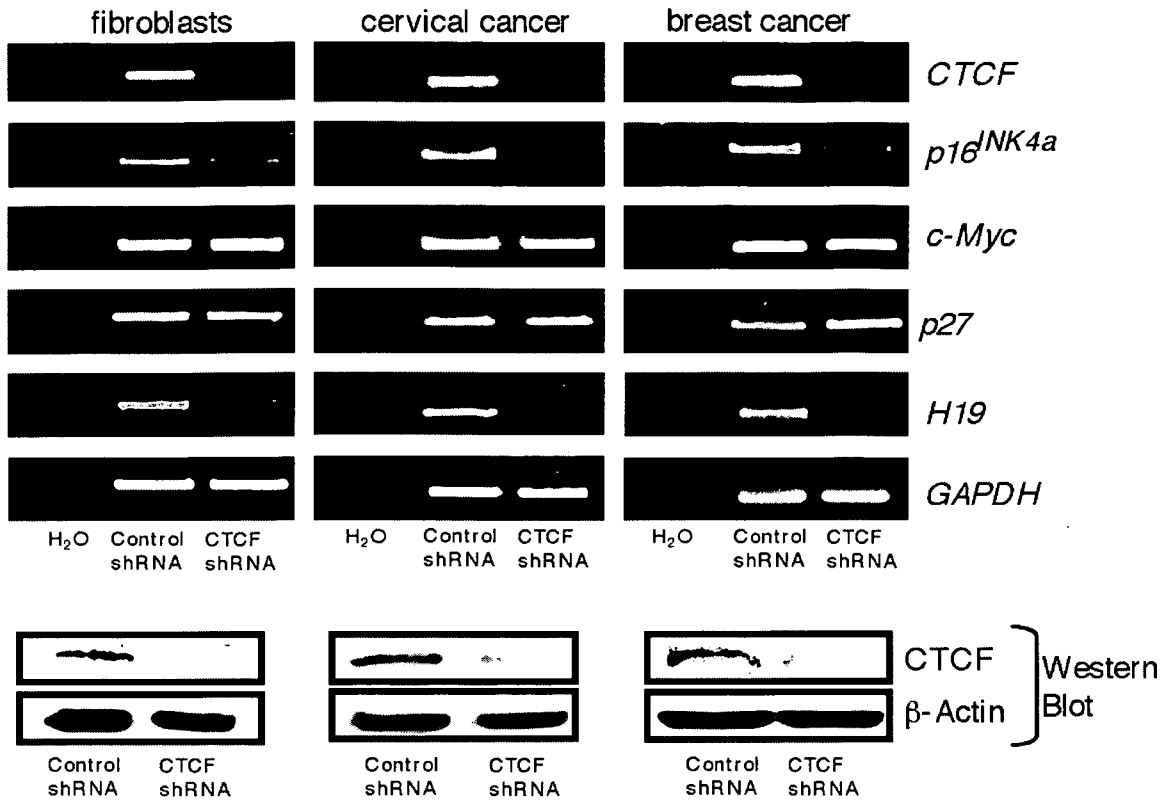 fibroblasts cervical cancer breast cancer
CTCF
p16INK4a
c-Myc
p27
H19
GAPDH
H2O Control shRNA CTCF shRNA H2O Control shRNA CTCF shRNA H2O Control shRNA CTCF shRNA
CTCF
β-Actin
Western Blot
Control shRNA CTCF shRNA Control shRNA CTCF shRNA Control shRNA CTCF shRNA